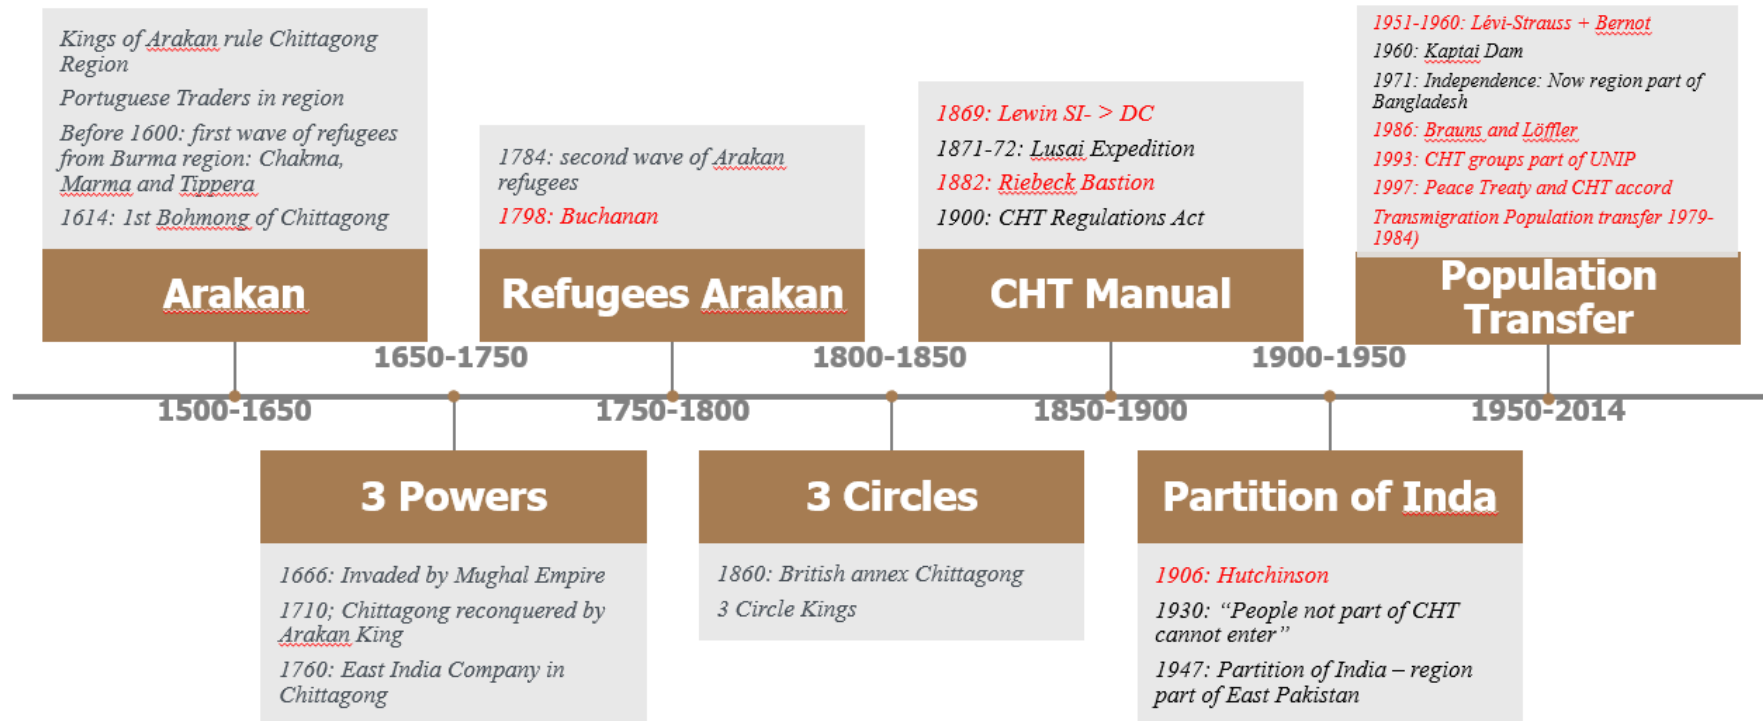 Kings of Arakan rule Chittagong
Region
Portuguese Traders in region
Before 1600: first wave of refugees
from Burma region: Chakma,
Marma and Tippera
1614: 1st Bohmong of Chittagong
Arakan
1784: second wave of Arakan
refugees
1798: Buchanan
Refugees Arakan
1869: Lewin SI- > DC
1871-72: Lusai Expedition
1882: Riebeck Bastion
1900: CHT Regulations Act
CHT Manual
1951-1960: Lévi-Strauss + Bernot
1960: Kaptai Dam
1971: Independence: Now region part of
Bangladesh
1986: Brauns and Löffler
1993: CHT groups part of UNIP
1997: Peace Treaty and CHT accord
Transmigration Population transfer 1979-
1984)
Population
Transfer
1650-1750
1800-1850
1900-1950
1500-1650
1750-1800
1850-1900
1950-2014
3 Powers
1666: Invaded by Mughal Empire
1710; Chittagong reconquered by
Arakan King
1760: East India Company in
Chittagong
3 Circles
1860: British annex Chittagong
3 Circle Kings
Partition of Inda
1906: Hutchinson
1930: “People not part of CHT
cannot enter”
1947: Partition of India – region
part of East Pakistan